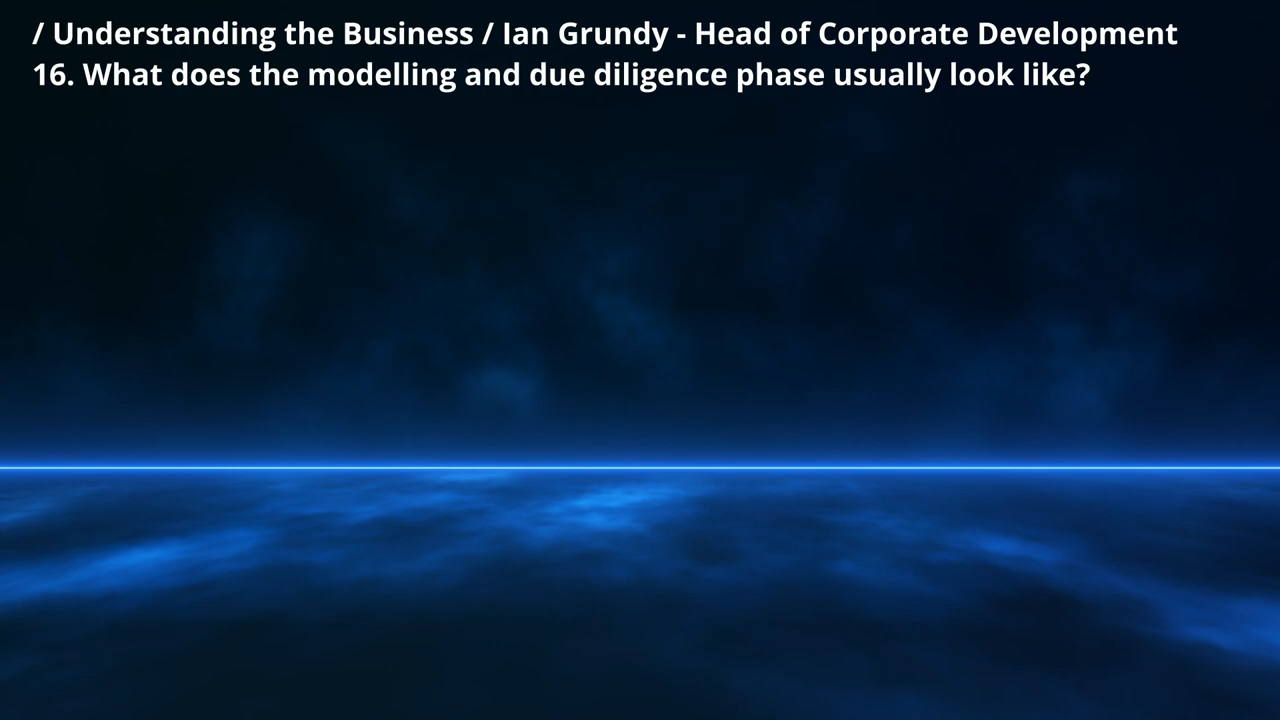 / Understanding the Business / Ian Grundy - Head of Corporate Development
16. What does the modelling and due diligence phase usually look like?